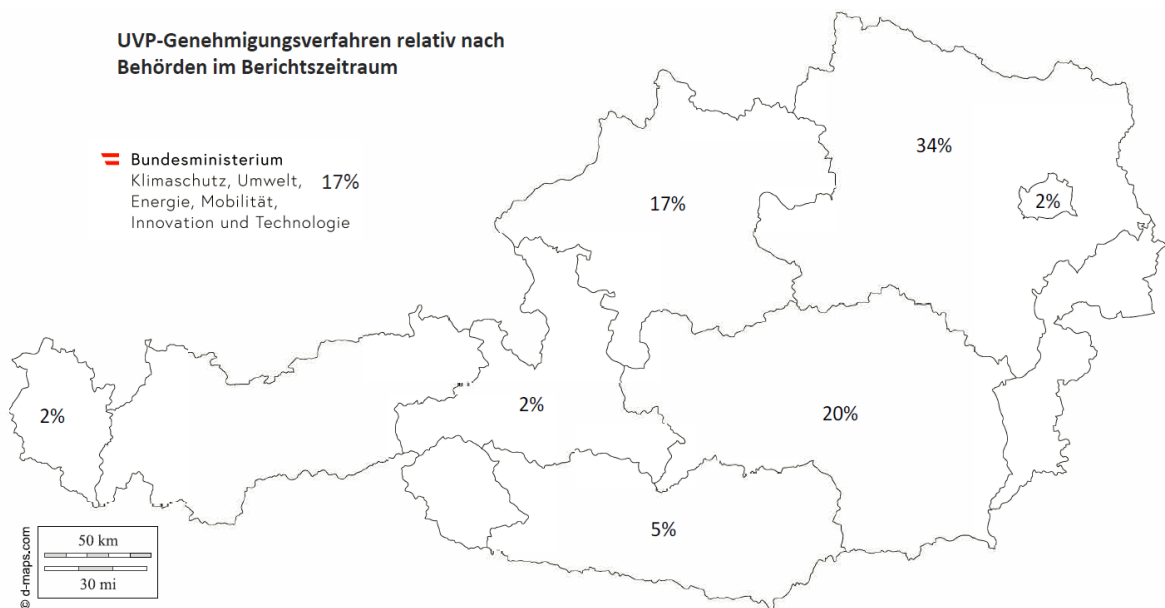 UVP-Genehmigungsverfahren relativ nach
Behörden im Berichtszeitraum
Bundesministerium
Klimaschutz, Umwelt, 17%
Energie, Mobilität,
Innovation und Technologie
34%
17%
2%
2%
2%
20%
5%
50 km
30 mi
© d-maps.com